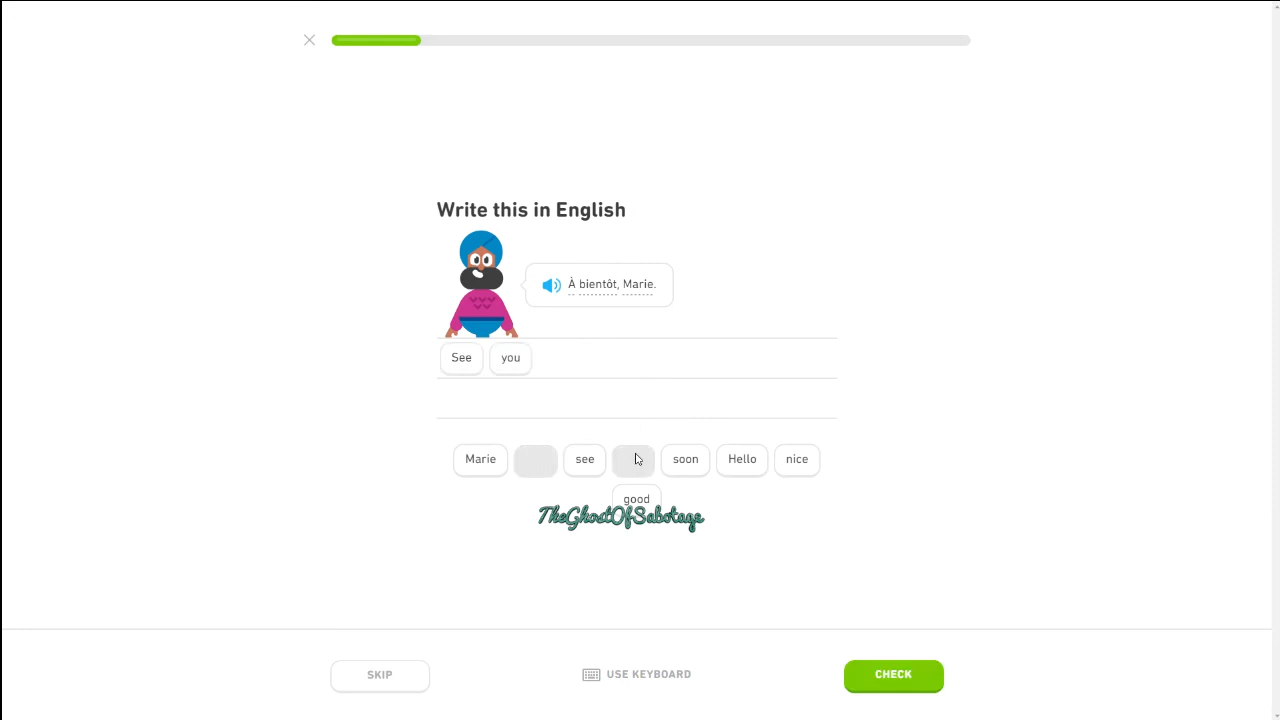 Write this in English
À bientôt, Marie.
See you
Marie see soon Hello nice
good
TheGhostOfSabotage
SKIP USE KEYBOARD CHECK